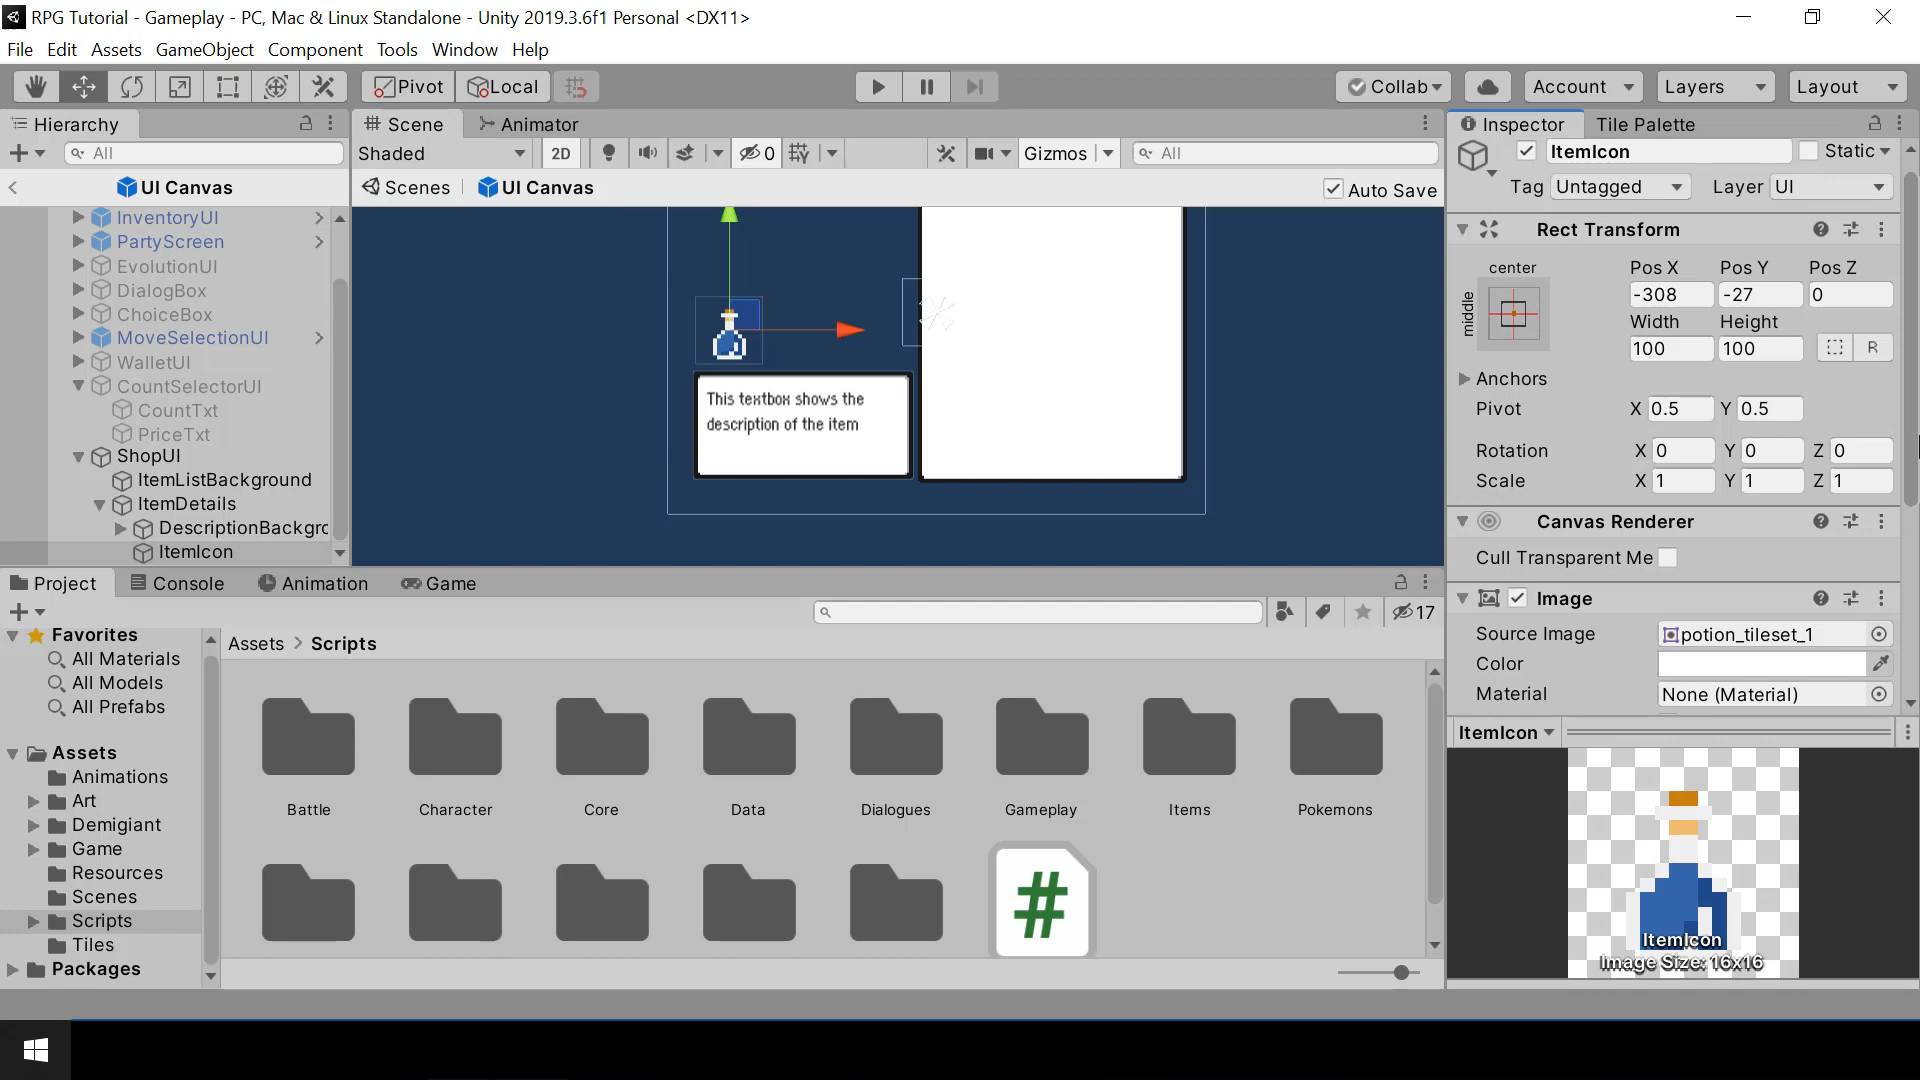 RPG Tutorial - Gameplay - PC, Mac & Linux Standalone - Unity 2019.3.6f1 Personal <DX11>
File Edit Assets GameObject Component Tools Window Help
Pivot Local Collab Account Layers Layout
Hierarchy
All
UI Canvas
InventoryUI
PartyScreen
EvolutionUI
DialogBox
ChoiceBox
MoveSelectionUI
WalletUI
CountSelectorUI
CountTxt
PriceTxt
ShopUI
ItemListBackground
ItemDetails
DescriptionBackgrc
ItemIcon
Scene Animator
Shaded 2D 0 Gizmos All
Scenes UI Canvas Auto Save
This textbox shows the
description of the item
Inspector Tile Palette
ItemIcon Static
Tag Untagged Layer UI
Rect Transform
center
middle
Pos X Pos Y Pos Z
-308 -27 0
Width Height
100 100 R
Anchors
Pivot X 0.5 Y 0.5
Rotation X 0 Y 0 Z 0
Scale X 1 Y 1 Z 1
Canvas Renderer
Cull Transparent Me
Image
Source Image potion_tileset_1
Color
Material None (Material)
ItemIcon
ItemIcon
Image Size: 16x16
Project Console Animation Game
17
Favorites
All Materials
All Models
All Prefabs
Assets
Animations
Art
Demigiant
Game
Resources
Scenes
Scripts
Tiles
Packages
Assets > Scripts
Battle Character Core Data Dialogues Gameplay Items Pokemons
#